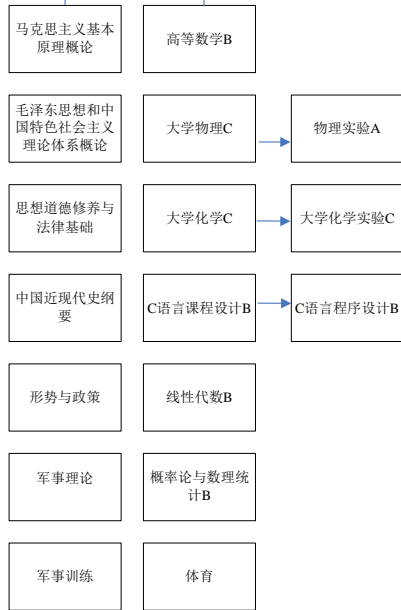 马克思主义基本
原理概论
高等数学B
毛泽东思想和中
国特色社会主义
理论体系概论
大学物理C
物理实验A
思想道德修养与
法律基础
大学化学C
大学化学实验C
中国近现代史纲
要
C语言课程设计B
C语言程序设计B
形势与政策
线性代数B
军事理论
概率论与数理统
计B
军事训练
体育